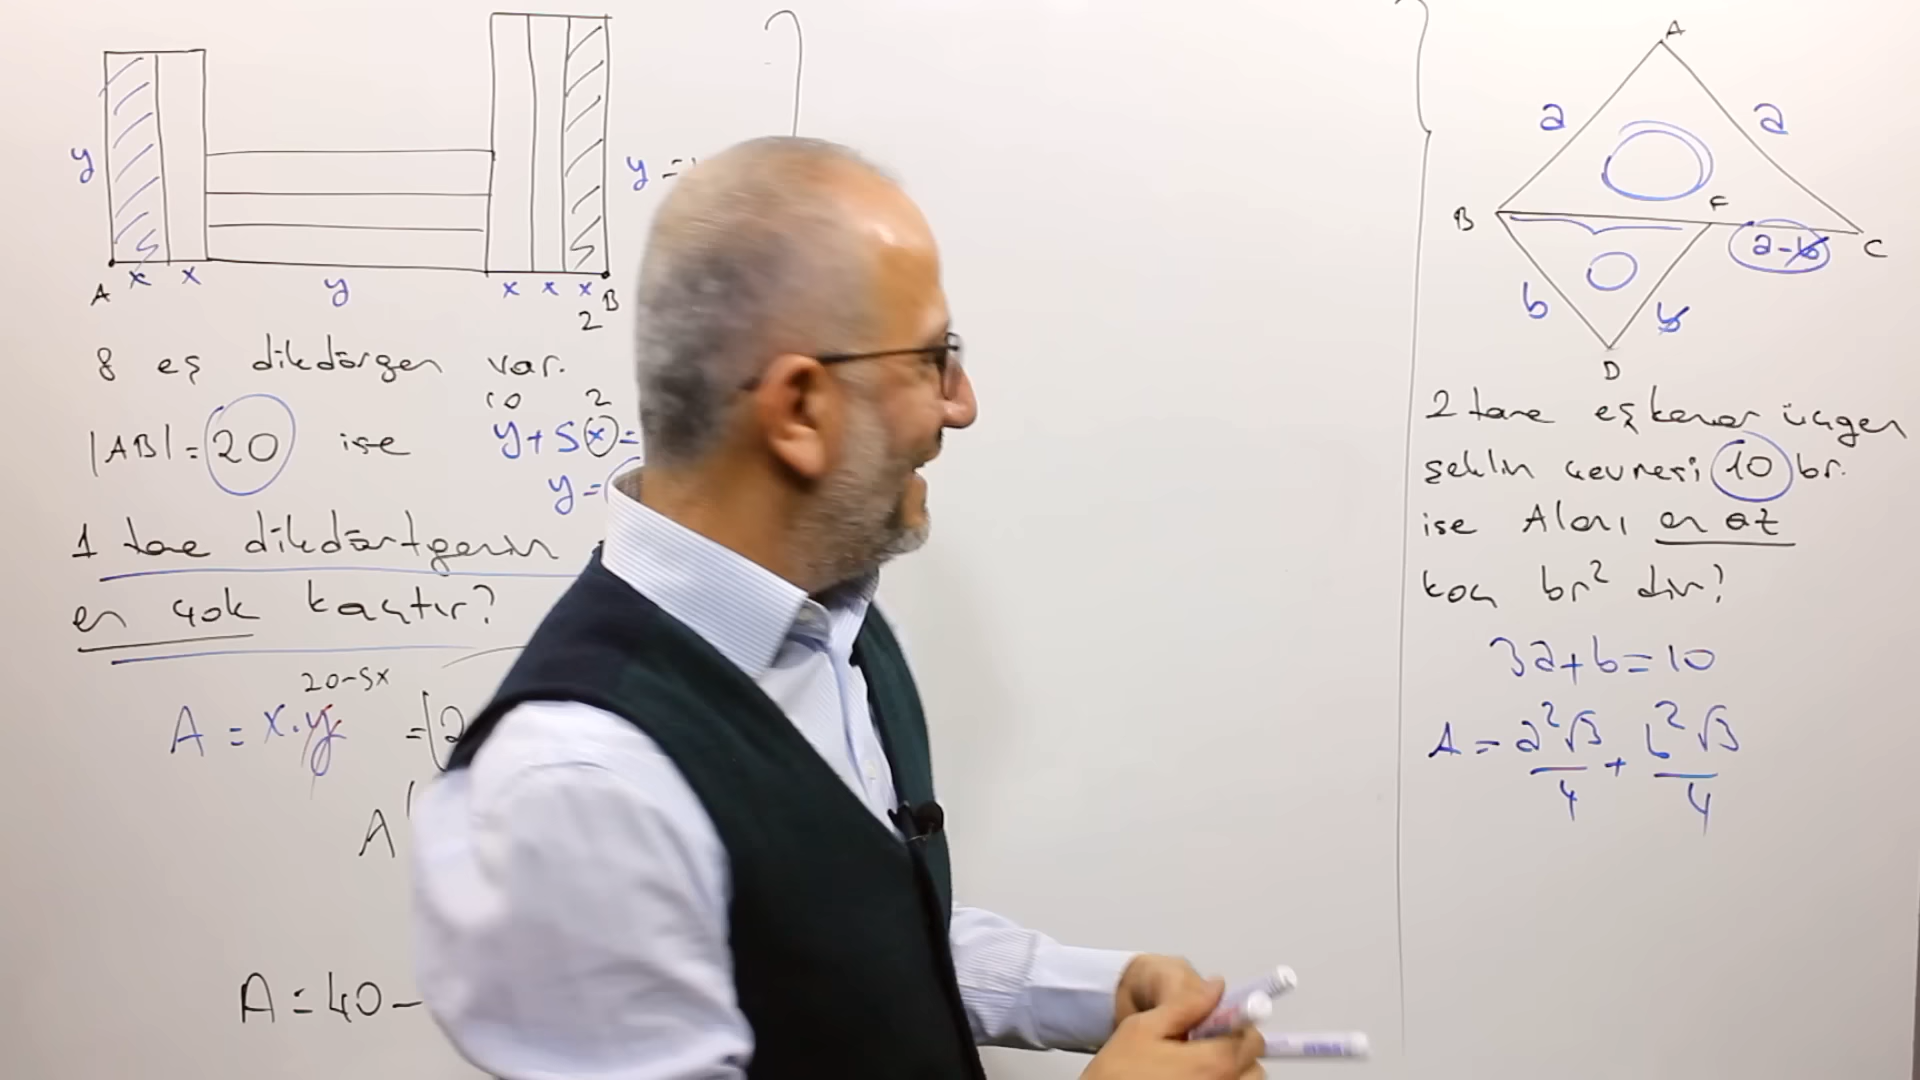 y
A x x y x x x B
2
y =
8 eş dikdörgen var.
|AB| = 20 ise
10 2
y + 5x =
y =
1 tane dikdörtgenin
en çok kaçtır?
20-5x
A = x.y = (2
A
A = 40 -
A
a a
B F C
a-b
b b
D
2 tane eşkenar üçgen
şeklin çevresi 10 br.
ise Alanı en az
kaç br² dir?
3a+b=10
A = a²√3/4 + b²√3/4